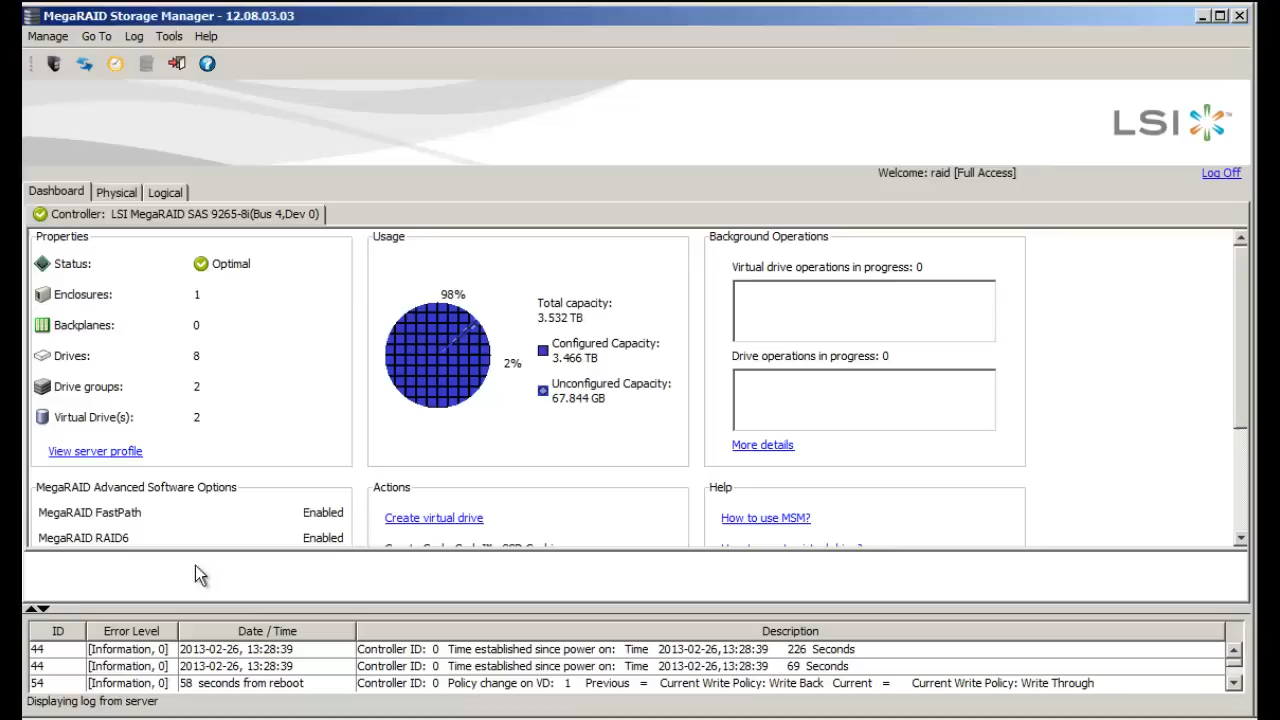 MegaRAID Storage Manager - 12.08.03.03
Manage Go To Log Tools Help
LSI
Welcome: raid [Full Access]
Log Off
Dashboard Physical Logical
Controller: LSI MegaRAID SAS 9265-8i(Bus 4,Dev 0)
Properties
Status: Optimal
Enclosures: 1
Backplanes: 0
Drives: 8
Drive groups: 2
Virtual Drive(s): 2
View server profile
Usage
98%
2%
Total capacity:
3.532 TB
Configured Capacity:
3.466 TB
Unconfigured Capacity:
67.844 GB
Background Operations
Virtual drive operations in progress: 0
Drive operations in progress: 0
More details
MegaRAID Advanced Software Options
MegaRAID FastPath Enabled
MegaRAID RAID6 Enabled
Actions
Create virtual drive
Help
How to use MSM?
ID Error Level Date / Time Description
44 [Information, 0] 2013-02-26, 13:28:39 Controller ID: 0 Time established since power on: Time 2013-02-26,13:28:39 226 Seconds
44 [Information, 0] 2013-02-26, 13:28:39 Controller ID: 0 Time established since power on: Time 2013-02-26,13:28:39 69 Seconds
54 [Information, 0] 58 seconds from reboot Controller ID: 0 Policy change on VD: 1 Previous = Current Write Policy: Write Back Current = Current Write Policy: Write Through
Displaying log from server